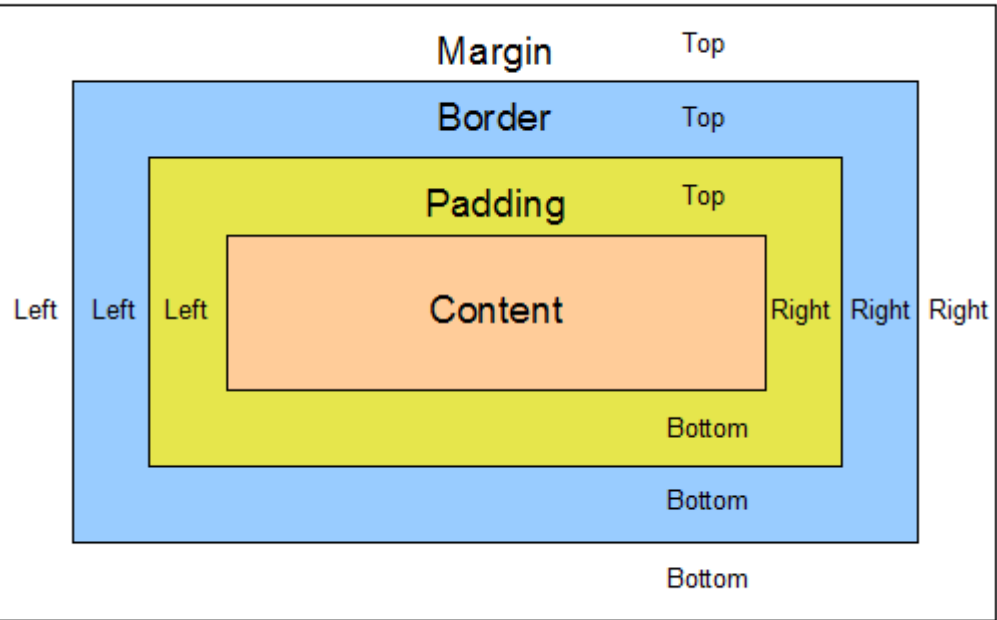 Margin Top
Border Top
Padding Top
Left Left Left Content Right Right Right
Bottom
Bottom
Bottom